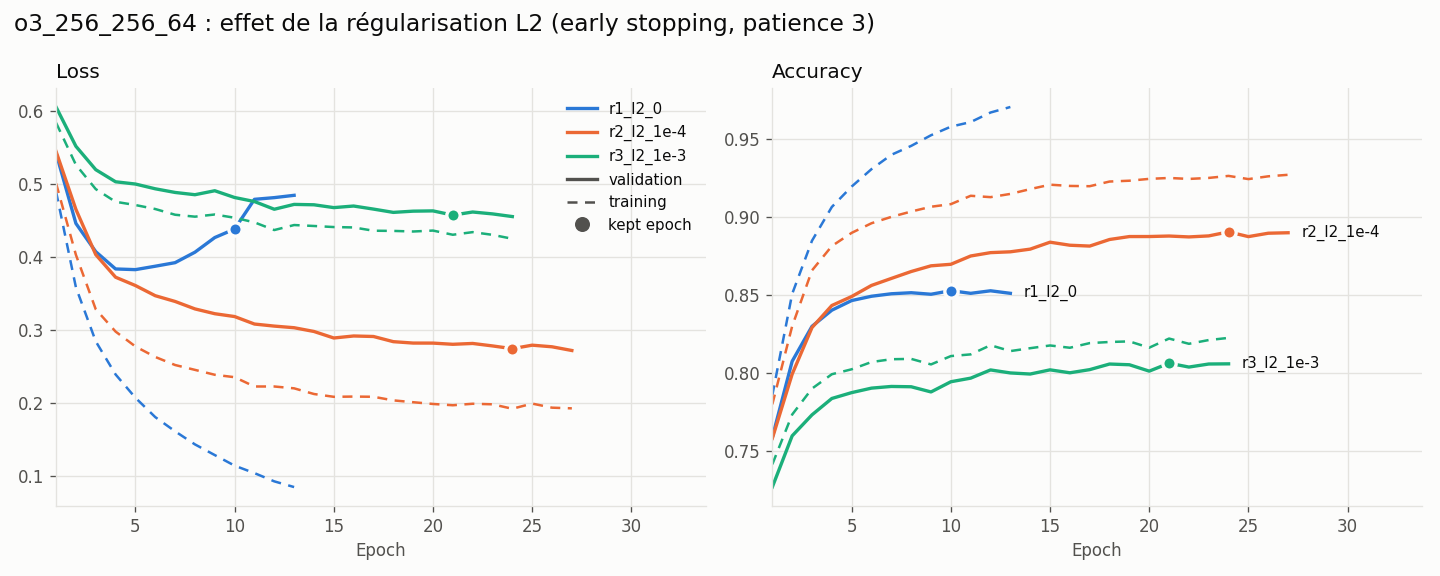 o3_256_256_64 : effet de la régularisation L2 (early stopping, patience 3)
Loss
0.6
0.5
0.4
0.3
0.2
0.1
5 10 15 20 25 30
Epoch
r1_l2_0
r2_l2_1e-4
r3_l2_1e-3
validation
training
kept epoch
Accuracy
0.95
0.90
0.85
0.80
0.75
5 10 15 20 25 30
Epoch
r2_l2_1e-4
r1_l2_0
r3_l2_1e-3